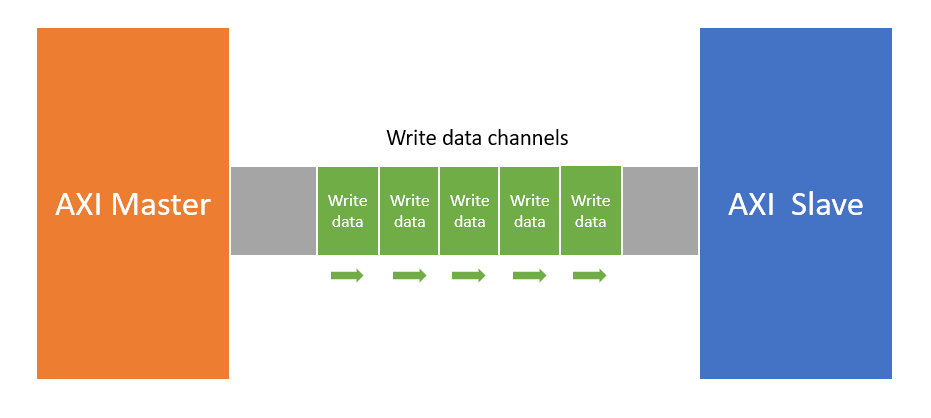 Write data channels
AXI Master
Write
data
Write
data
Write
data
Write
data
Write
data
AXI  Slave